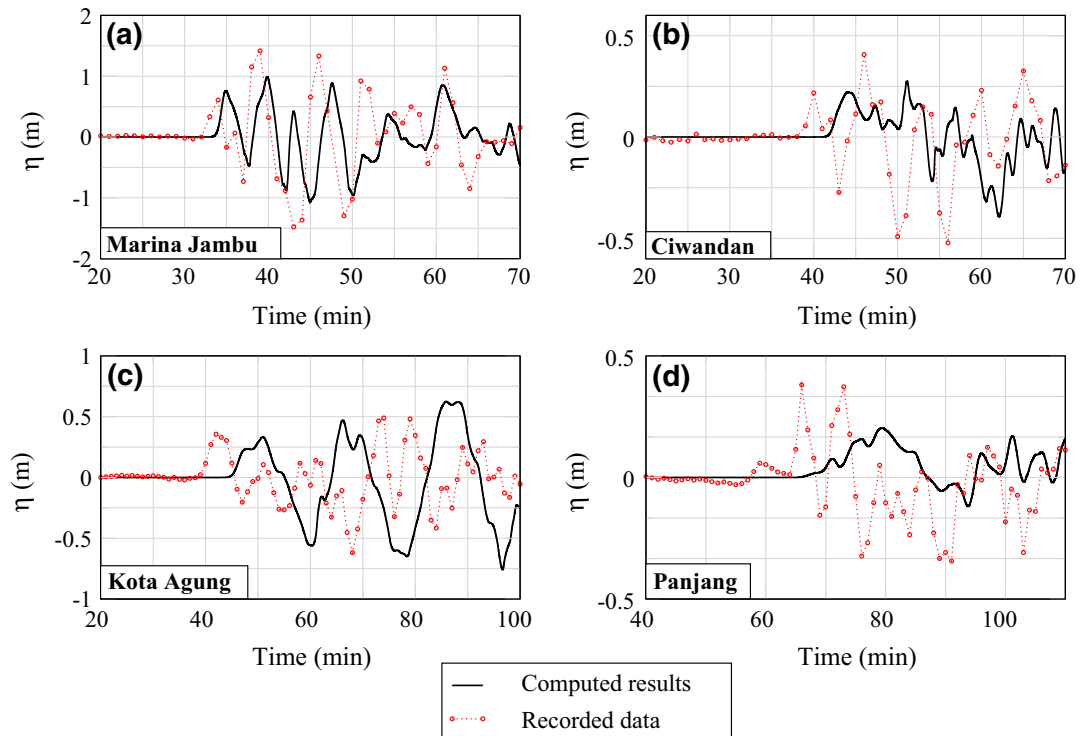 (a)
2
1
0
-1
-2
η (m)
Marina Jambu
20 30 40 50 60 70
Time (min)
(b)
0.5
0
-0.5
η (m)
Ciwandan
20 30 40 50 60 70
Time (min)
(c)
1
0.5
0
-0.5
-1
η (m)
Kota Agung
20 40 60 80 100
Time (min)
(d)
0.5
0
-0.5
η (m)
Panjang
40 60 80 100
Time (min)
Computed results
Recorded data